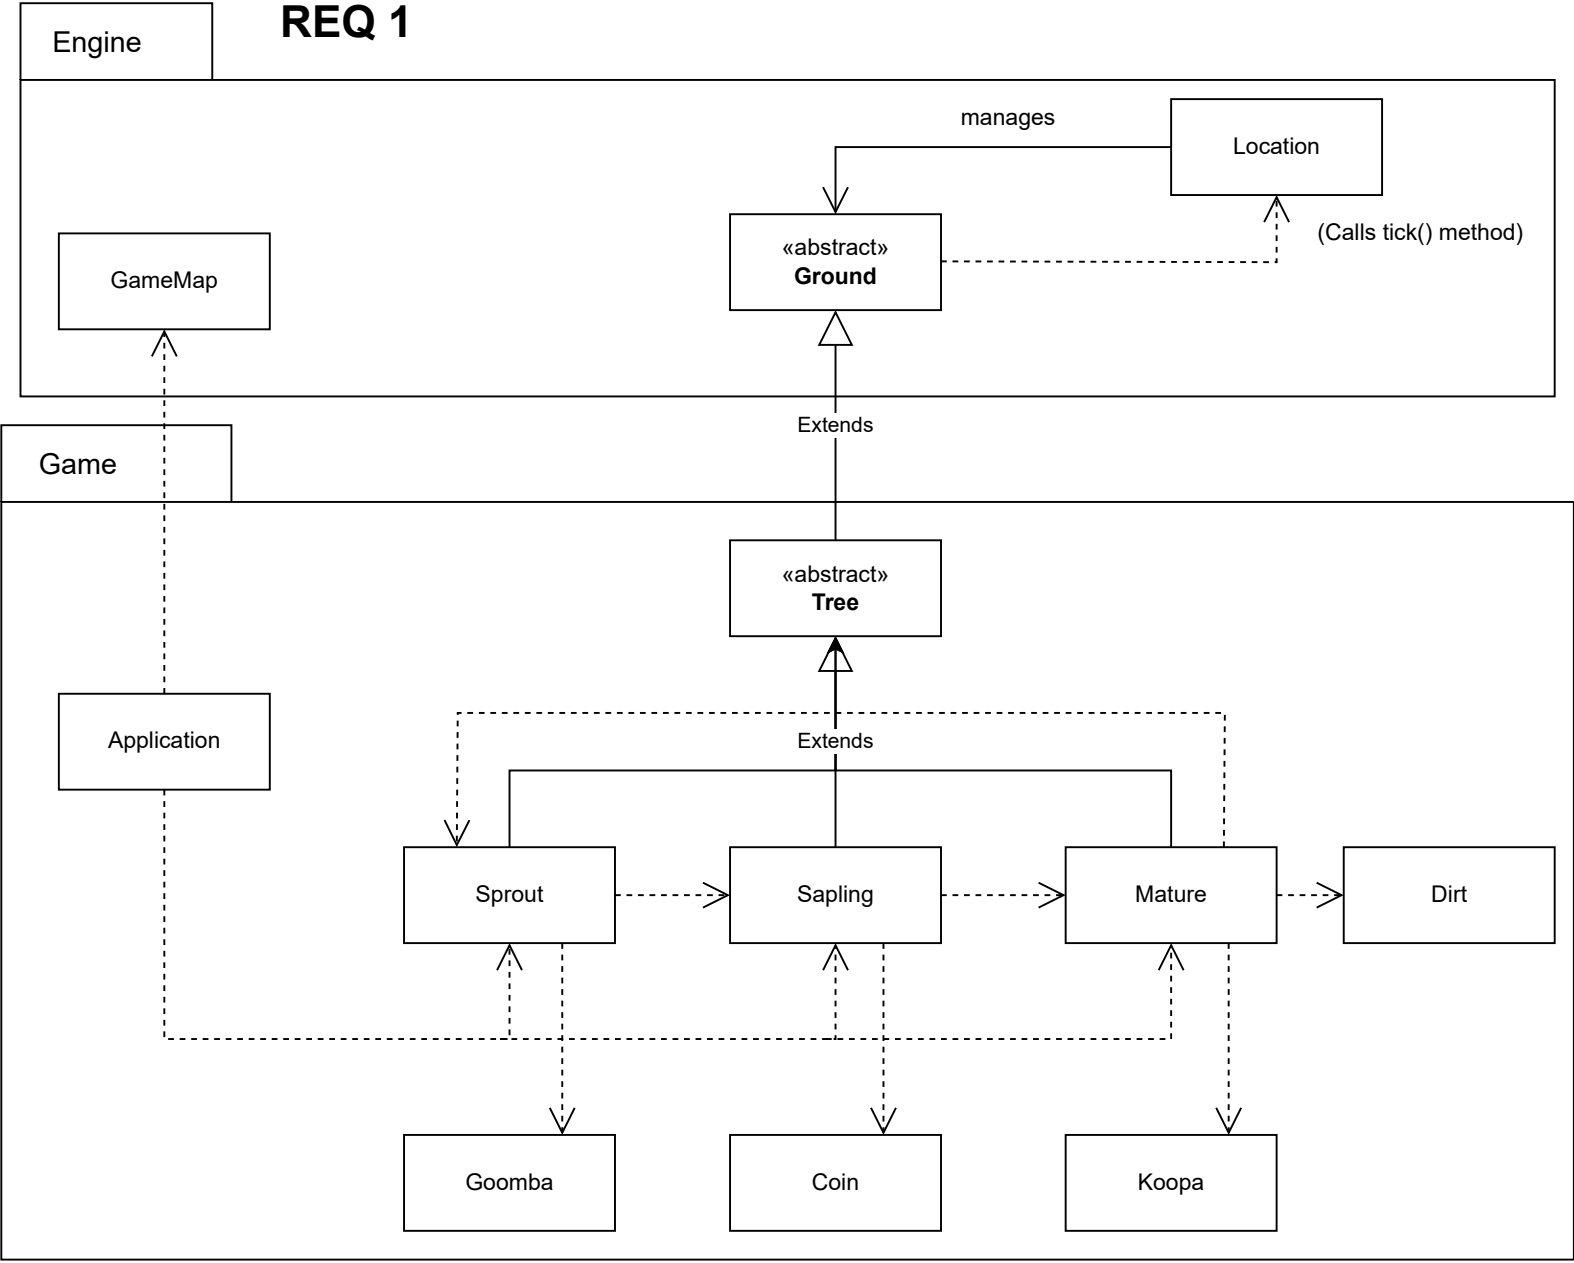 REQ 1
Engine
manages
Location
(Calls tick() method)
«abstract»
Ground
GameMap
Extends
Game
«abstract»
Tree
Application
Extends
Sprout
Sapling
Mature
Dirt
Goomba
Coin
Koopa